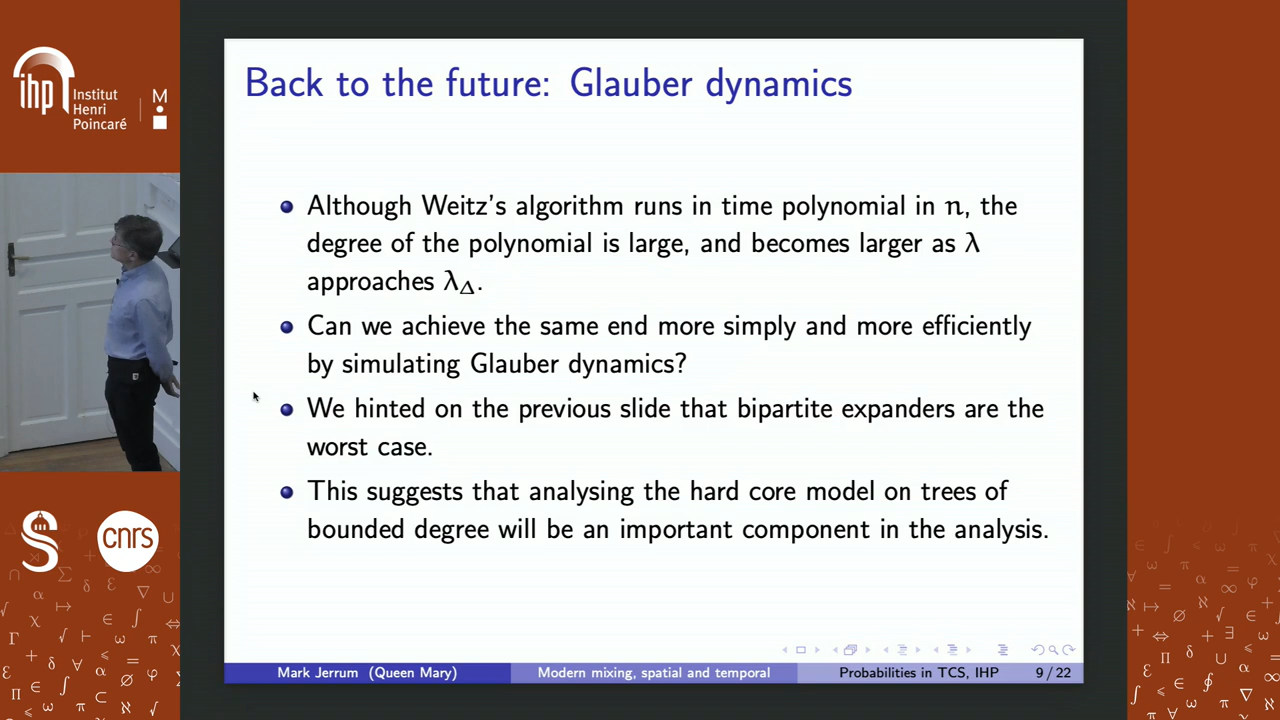 ihp
Institut
Henri
Poincaré
M
Back to the future: Glauber dynamics
Although Weitz's algorithm runs in time polynomial in n, the
degree of the polynomial is large, and becomes larger as λ
approaches λ_Δ.
Can we achieve the same end more simply and more efficiently
by simulating Glauber dynamics?
We hinted on the previous slide that bipartite expanders are the
worst case.
This suggests that analysing the hard core model on trees of
bounded degree will be an important component in the analysis.
S
cnrs
Mark Jerrum (Queen Mary)
Modern mixing, spatial and temporal
Probabilities in TCS, IHP
9 / 22